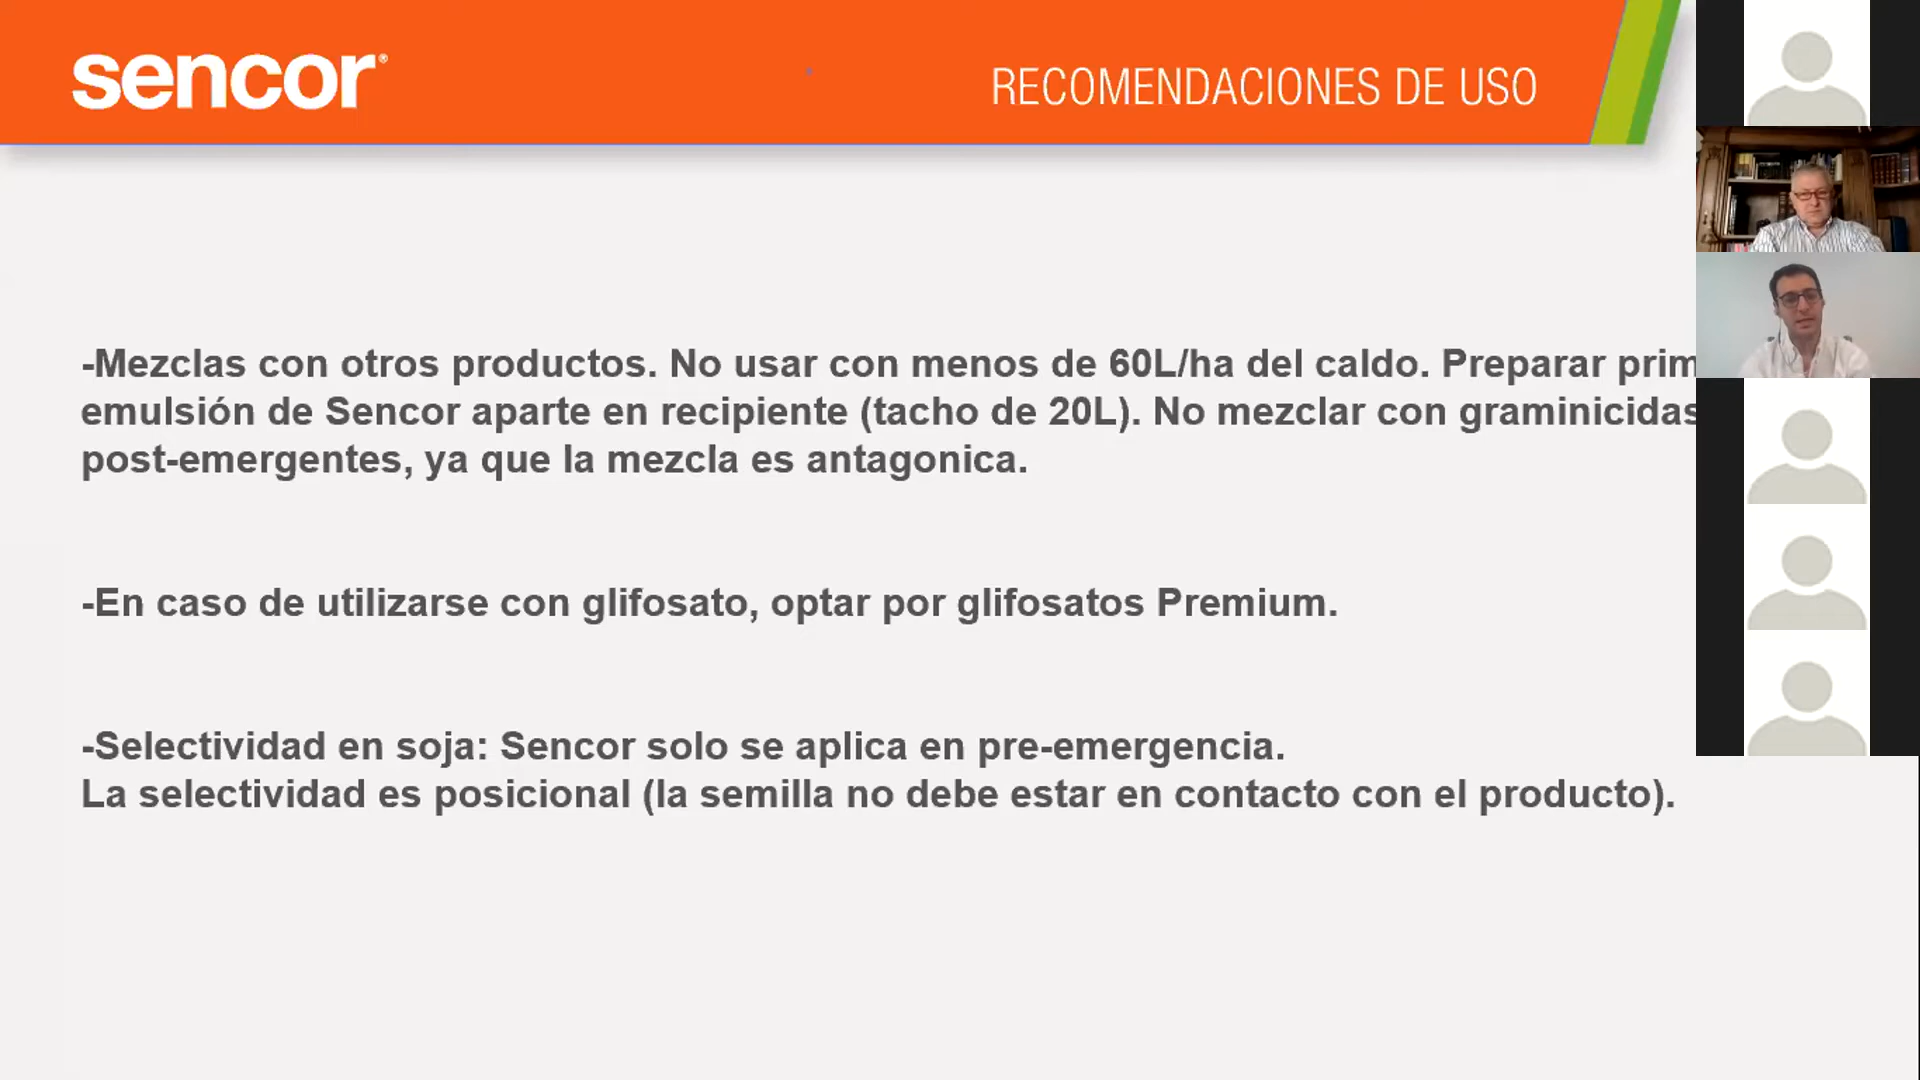 sencor®
RECOMENDACIONES DE USO
-Mezclas con otros productos. No usar con menos de 60L/ha del caldo. Preparar prim
emulsión de Sencor aparte en recipiente (tacho de 20L). No mezclar con graminicidas
post-emergentes, ya que la mezcla es antagonica.
-En caso de utilizarse con glifosato, optar por glifosatos Premium.
-Selectividad en soja: Sencor solo se aplica en pre-emergencia.
La selectividad es posicional (la semilla no debe estar en contacto con el producto).